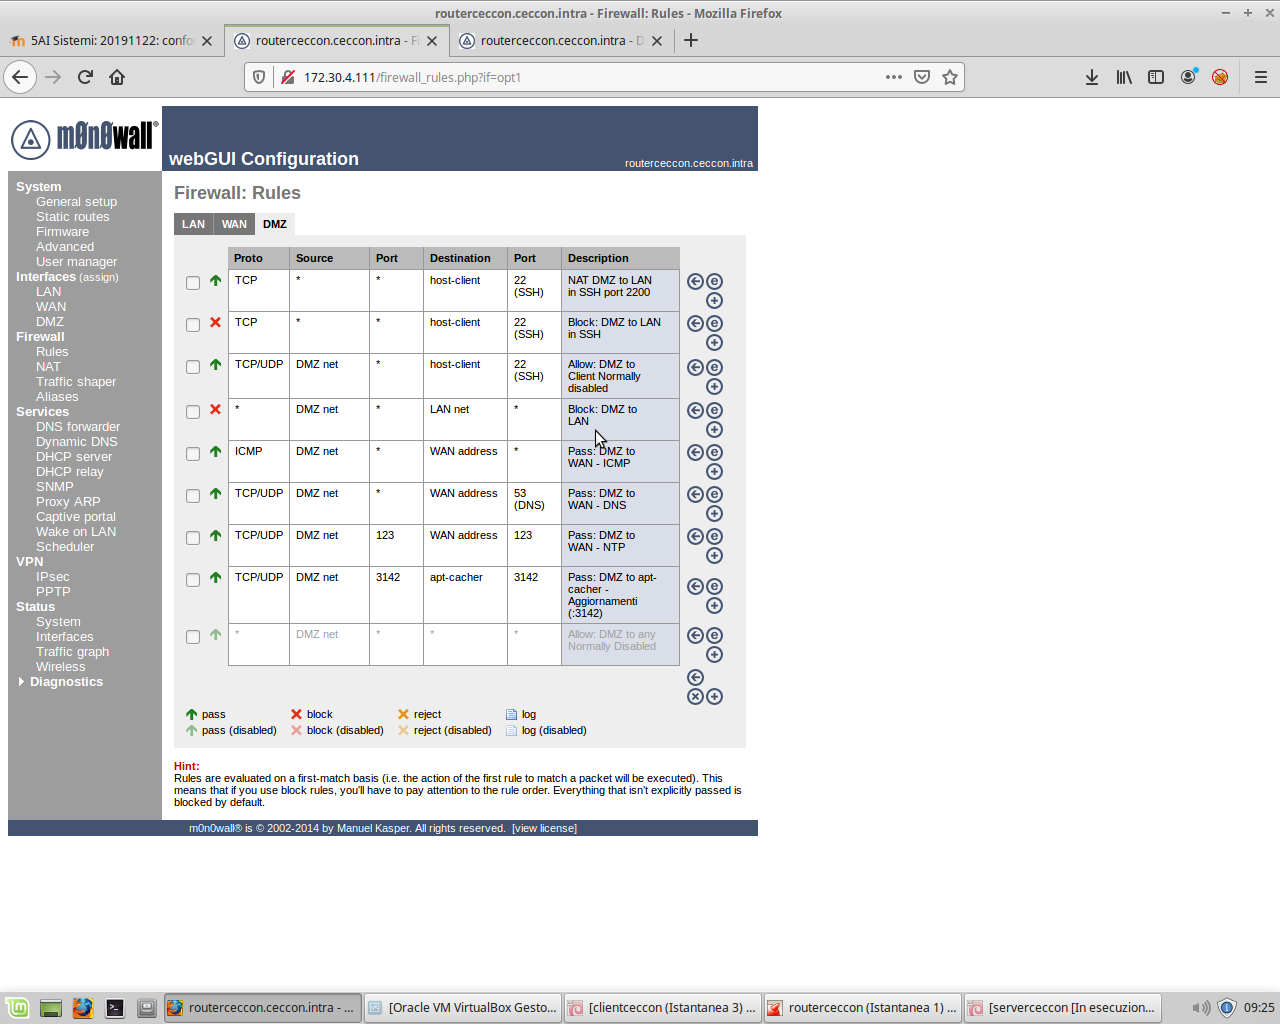 routerceccon.ceccon.intra - Firewall: Rules - Mozilla Firefox
5AI Sistemi: 20191122: confo
routerceccon.ceccon.intra - F
routerceccon.ceccon.intra - D
172.30.4.111/firewall_rules.php?if=opt1
m0n0wall®
webGUI Configuration
routerceccon.ceccon.intra
System
General setup
Static routes
Firmware
Advanced
User manager
Interfaces (assign)
LAN
WAN
DMZ
Firewall
Rules
NAT
Traffic shaper
Aliases
Services
DNS forwarder
Dynamic DNS
DHCP server
DHCP relay
SNMP
Proxy ARP
Captive portal
Wake on LAN
Scheduler
VPN
IPsec
PPTP
Status
System
Interfaces
Traffic graph
Wireless
Diagnostics
Firewall: Rules
LAN WAN DMZ
Proto Source Port Destination Port Description
TCP * * host-client 22 (SSH) NAT DMZ to LAN in SSH port 2200
TCP * * host-client 22 (SSH) Block: DMZ to LAN in SSH
TCP/UDP DMZ net * host-client 22 (SSH) Allow: DMZ to Client Normally disabled
* DMZ net * LAN net * Block: DMZ to LAN
ICMP DMZ net * WAN address * Pass: DMZ to WAN - ICMP
TCP/UDP DMZ net * WAN address 53 (DNS) Pass: DMZ to WAN - DNS
TCP/UDP DMZ net 123 WAN address 123 Pass: DMZ to WAN - NTP
TCP/UDP DMZ net 3142 apt-cacher 3142 Pass: DMZ to apt-cacher - Aggiornamenti (:3142)
* DMZ net * * * Allow: DMZ to any Normally Disabled
pass block reject log
pass (disabled) block (disabled) reject (disabled) log (disabled)
Hint:
Rules are evaluated on a first-match basis (i.e. the action of the first rule to match a packet will be executed). This
means that if you use block rules, you'll have to pay attention to the rule order. Everything that isn't explicitly passed is
blocked by default.
m0n0wall® is © 2002-2014 by Manuel Kasper. All rights reserved. [view license]
routerceccon.ceccon.intra - ...
[Oracle VM VirtualBox Gesto...
[clientceccon (Istantanea 3) ...
routerceccon (Istantanea 1) ...
[serverceccon [In esecuzion...
09:25